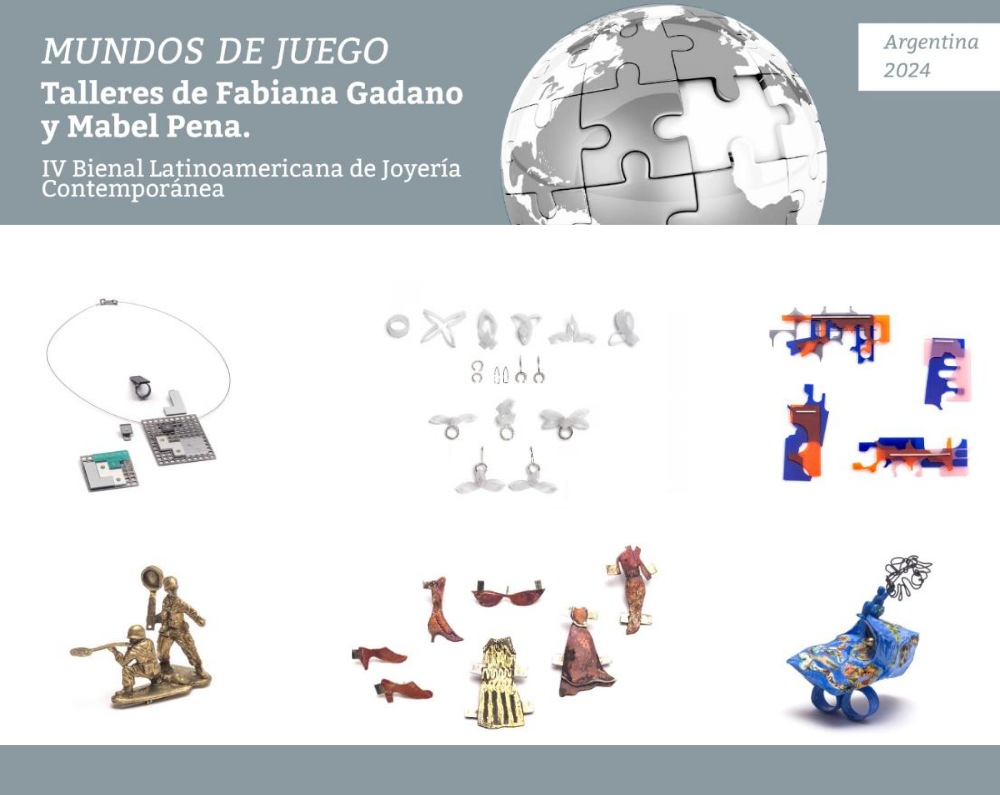 MUNDOS DE JUEGO
Talleres de Fabiana Gadano
y Mabel Pena.
IV Bienal Latinoamericana de Joyería
Contemporánea
Argentina
2024